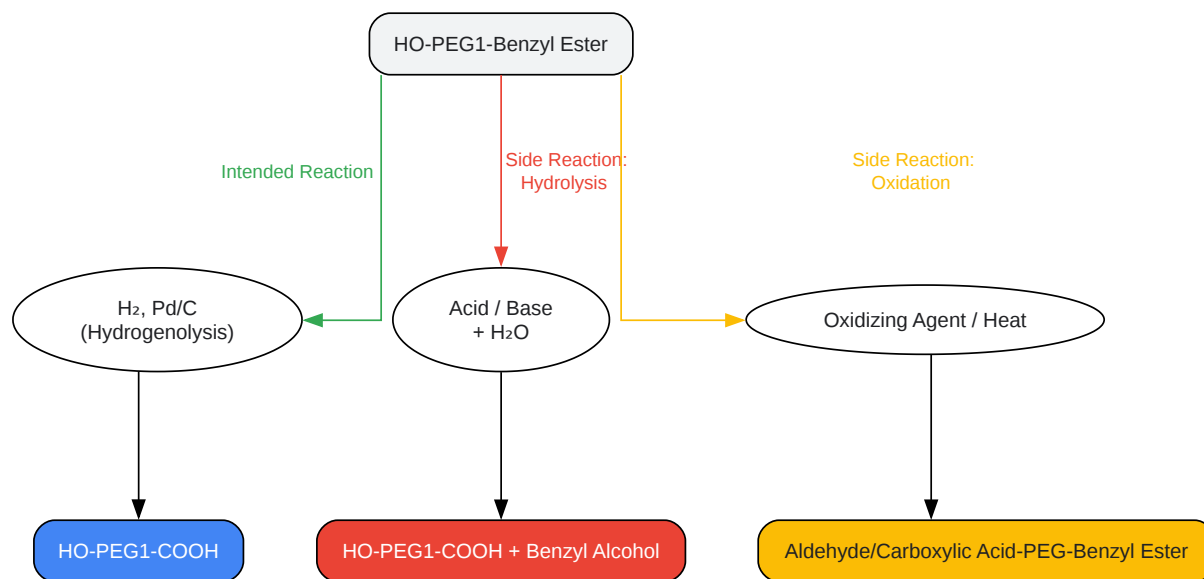 HO-PEG1-Benzyl Ester
Intended Reaction
Side Reaction:
Hydrolysis
Side Reaction:
Oxidation
H₂, Pd/C
(Hydrogenolysis)
Acid / Base
+ H₂O
Oxidizing Agent / Heat
HO-PEG1-COOH
HO-PEG1-COOH + Benzyl Alcohol
Aldehyde/Carboxylic Acid-PEG-Benzyl Ester